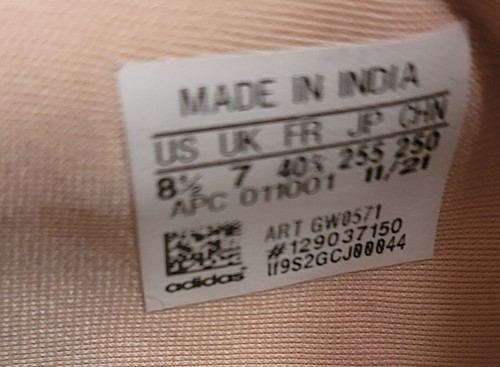 MADE IN INDIA
US UK FR JP CHN
8½ 7 40⅔ 255 250
APC 011001 11/21
ART GW0571
#129037150
adidas